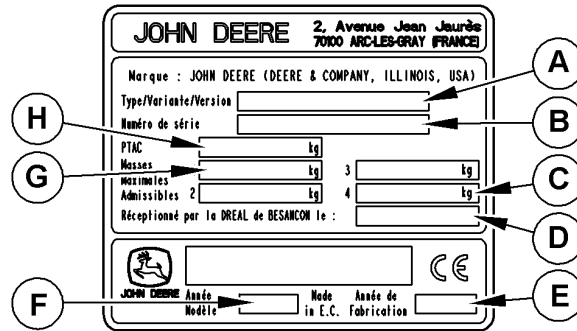 JOHN DEERE
2, Avenue Jean Jaurès
70100 ARC-LES-GRAY (FRANCE)
Marque : JOHN DEERE (DEERE & COMPANY, ILLINOIS, USA)
Type/Variante/Version
A
Numéro de série
B
H
PTAC kg
G
Masses kg 3 kg
Maximales
Admissibles 2 kg 4 kg
C
Réceptionné par la DREAL de BESANCON le :
D
CE
JOHN DEERE
F
Année Modèle
Made in E.C.
Année de Fabrication
E